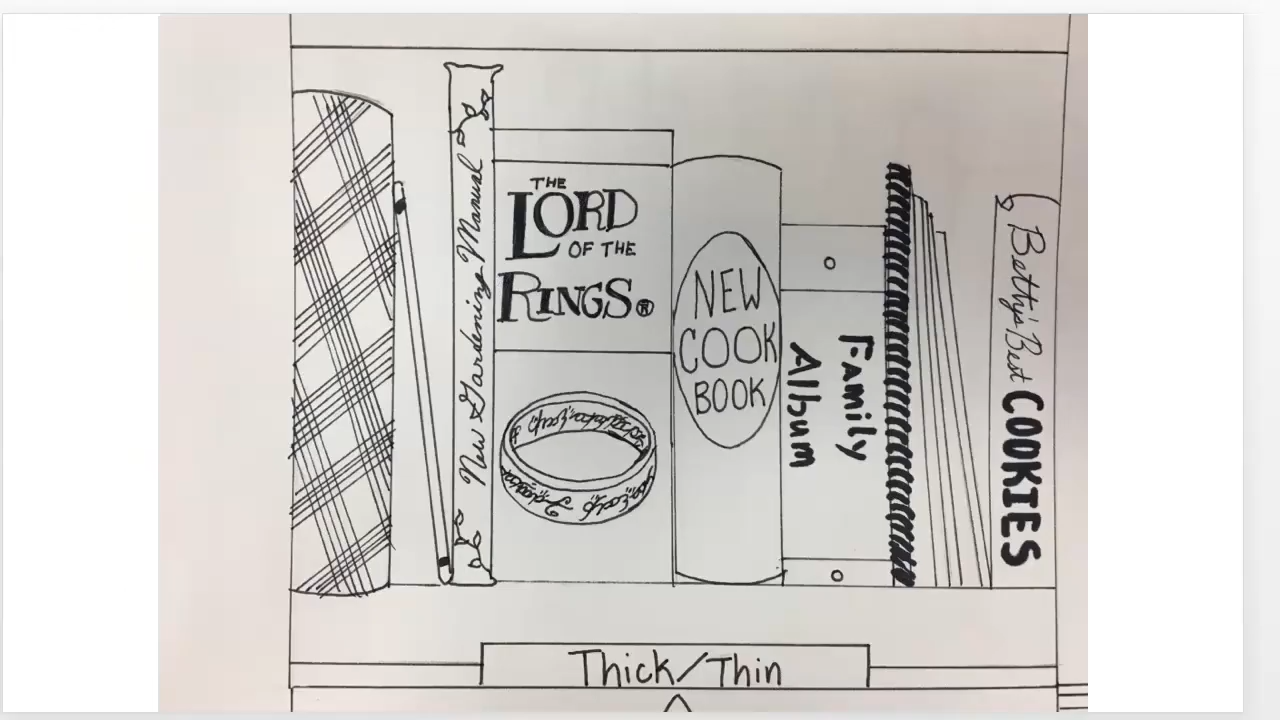 New Gardening Manual
THE
LORD
OF THE
RINGS®
NEW
COOK
BOOK
Family
Album
Betty's Best COOKIES
Thick/Thin